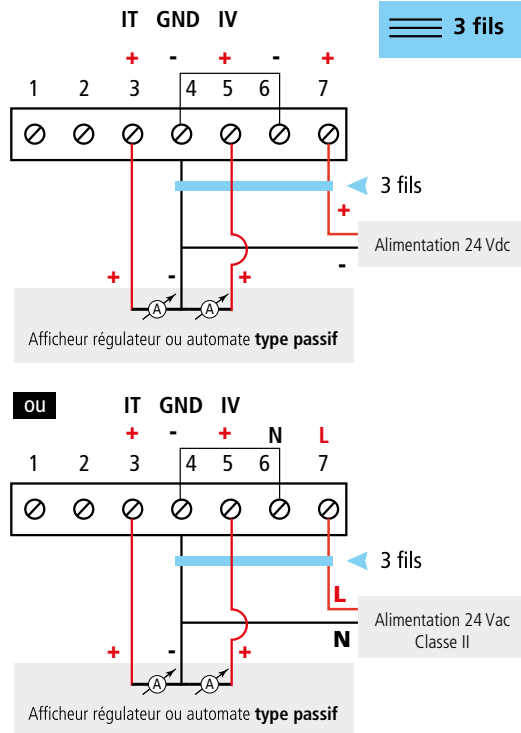 IT GND IV
3 fils
+ - + - +
1 2 3 4 5 6 7
3 fils
+
Alimentation 24 Vdc
-
+ - +
A A
Afficheur régulateur ou automate type passif
ou
IT GND IV
+ - + N L
1 2 3 4 5 6 7
3 fils
L
Alimentation 24 Vac
Classe II
N
+ - +
A A
Afficheur régulateur ou automate type passif